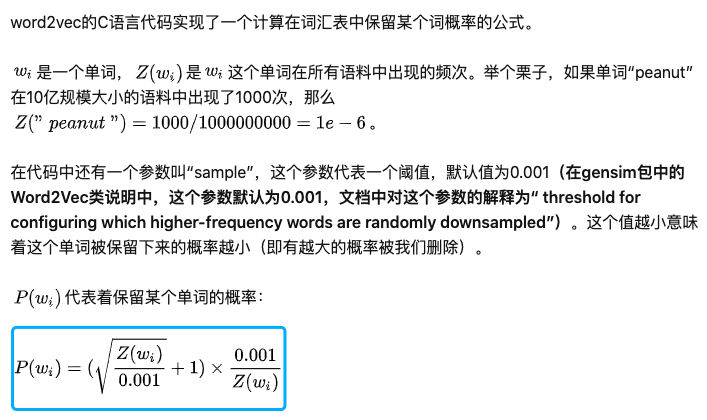 word2vec的C语言代码实现了一个计算在词汇表中保留某个词概率的公式。
$w_i$ 是一个单词， $Z(w_i)$ 是 $w_i$ 这个单词在所有语料中出现的频次。举个栗子，如果单词“peanut”
在10亿规模大小的语料中出现了1000次，那么
$Z(" peanut ") = 1000/1000000000 = 1e - 6$ 。
在代码中还有一个参数叫“sample”，这个参数代表一个阈值，默认值为0.001（在gensim包中的
Word2Vec类说明中，这个参数默认为0.001，文档中对这个参数的解释为“ threshold for
configuring which higher-frequency words are randomly downsampled”）。这个值越小意味
着这个单词被保留下来的概率越小（即有越大的概率被我们删除）。
$P(w_i)$ 代表着保留某个单词的概率：
$P(w_i) = (\sqrt{\frac{Z(w_i)}{0.001}} + 1) \times \frac{0.001}{Z(w_i)}$